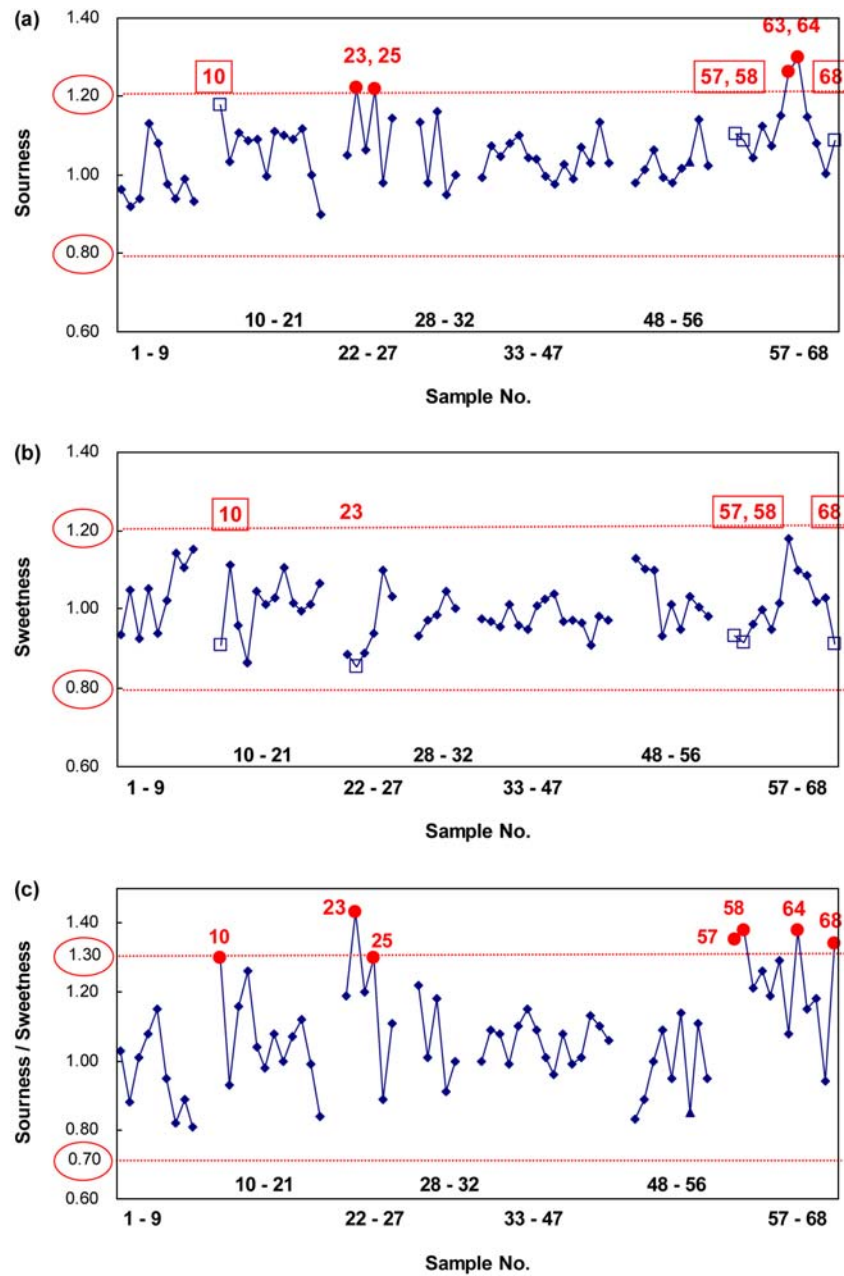 (a)
1.40
1.20
1.00
0.80
0.60
Sourness
10
23, 25
57, 58
63, 64
68
10 - 21
28 - 32
48 - 56
1 - 9
22 - 27
33 - 47
57 - 68
Sample No.
(b)
1.40
1.20
1.00
0.80
0.60
Sweetness
10
23
57, 58
68
10 - 21
28 - 32
48 - 56
1 - 9
22 - 27
33 - 47
57 - 68
Sample No.
(c)
1.40
1.30
1.20
1.00
0.80
0.70
0.60
Sourness / Sweetness
10
23
25
57
58
64
68
10 - 21
28 - 32
48 - 56
1 - 9
22 - 27
33 - 47
57 - 68
Sample No.